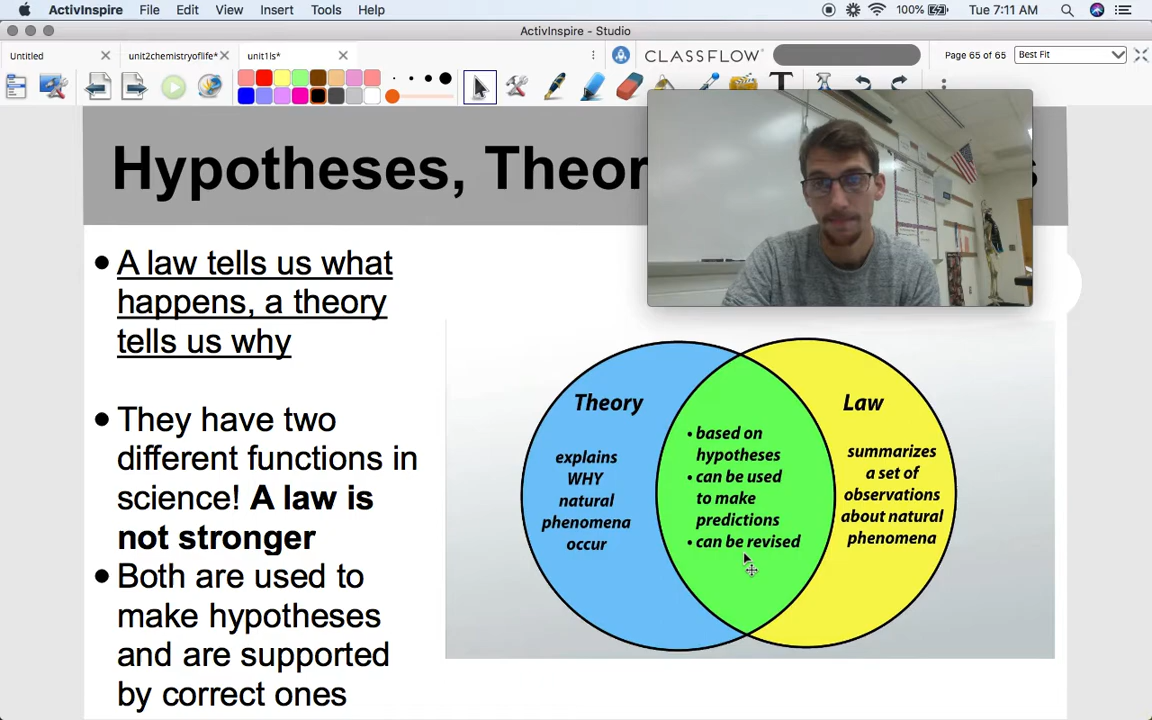 ActivInspire File Edit View Insert Tools Help 100% Tue 7:11 AM
ActivInspire - Studio
Untitled unit2chemistryoflife* unit1ls* CLASSFLOW Page 65 of 65 Best Fit
Hypotheses, Theor s
• A law tells us what
happens, a theory
tells us why
• They have two
different functions in
science! A law is
not stronger
• Both are used to
make hypotheses
and are supported
by correct ones
Theory
explains
WHY
natural
phenomena
occur
• based on
hypotheses
• can be used
to make
predictions
• can be revised
Law
summarizes
a set of
observations
about natural
phenomena